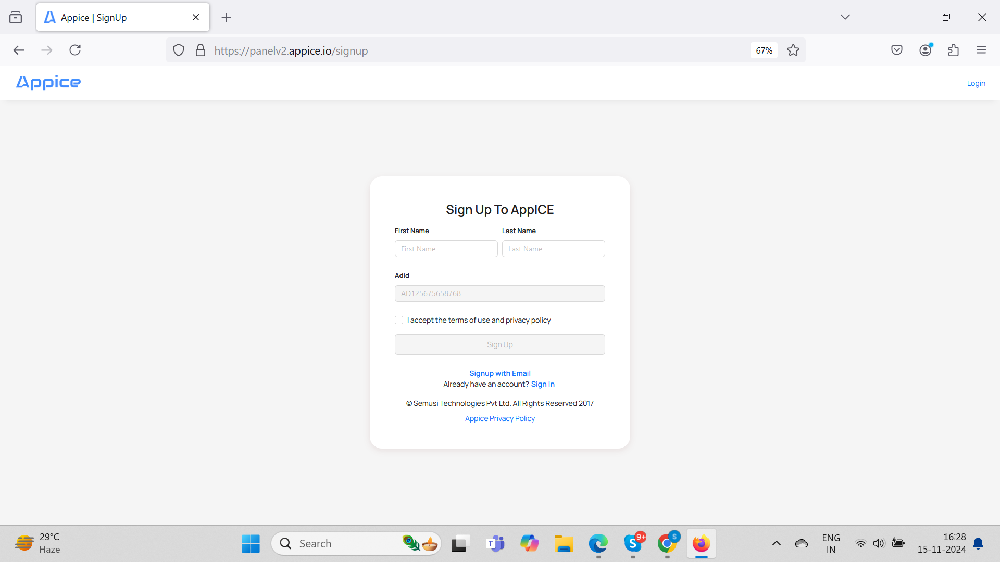 Appice | SignUp
https://panelv2.appice.io/signup
67%
Appice
Login
Sign Up To AppICE
First Name
Last Name
First Name
Last Name
Adid
AD125675658768
I accept the terms of use and privacy policy
Sign Up
Signup with Email
Already have an account? Sign In
© Semusi Technologies Pvt Ltd. All Rights Reserved 2017
Appice Privacy Policy
29°C
Haze
Search
T
S
9+
S
ENG
IN
16:28
15-11-2024